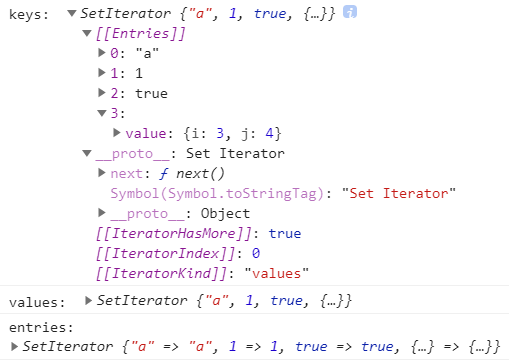 keys: ▼ SetIterator {"a", 1, true, {…}} i
▼ [[Entries]]
▶ 0: "a"
▶ 1: 1
▶ 2: true
▼ 3:
▶ value: {i: 3, j: 4}
▼ __proto__: Set Iterator
▶ next: ƒ next()
Symbol(Symbol.toStringTag): "Set Iterator"
▶ __proto__: Object
[[IteratorHasMore]]: true
[[IteratorIndex]]: 0
[[IteratorKind]]: "values"
values: ▶ SetIterator {"a", 1, true, {…}}
entries:
▶ SetIterator {"a" => "a", 1 => 1, true => true, {…} => {…}}